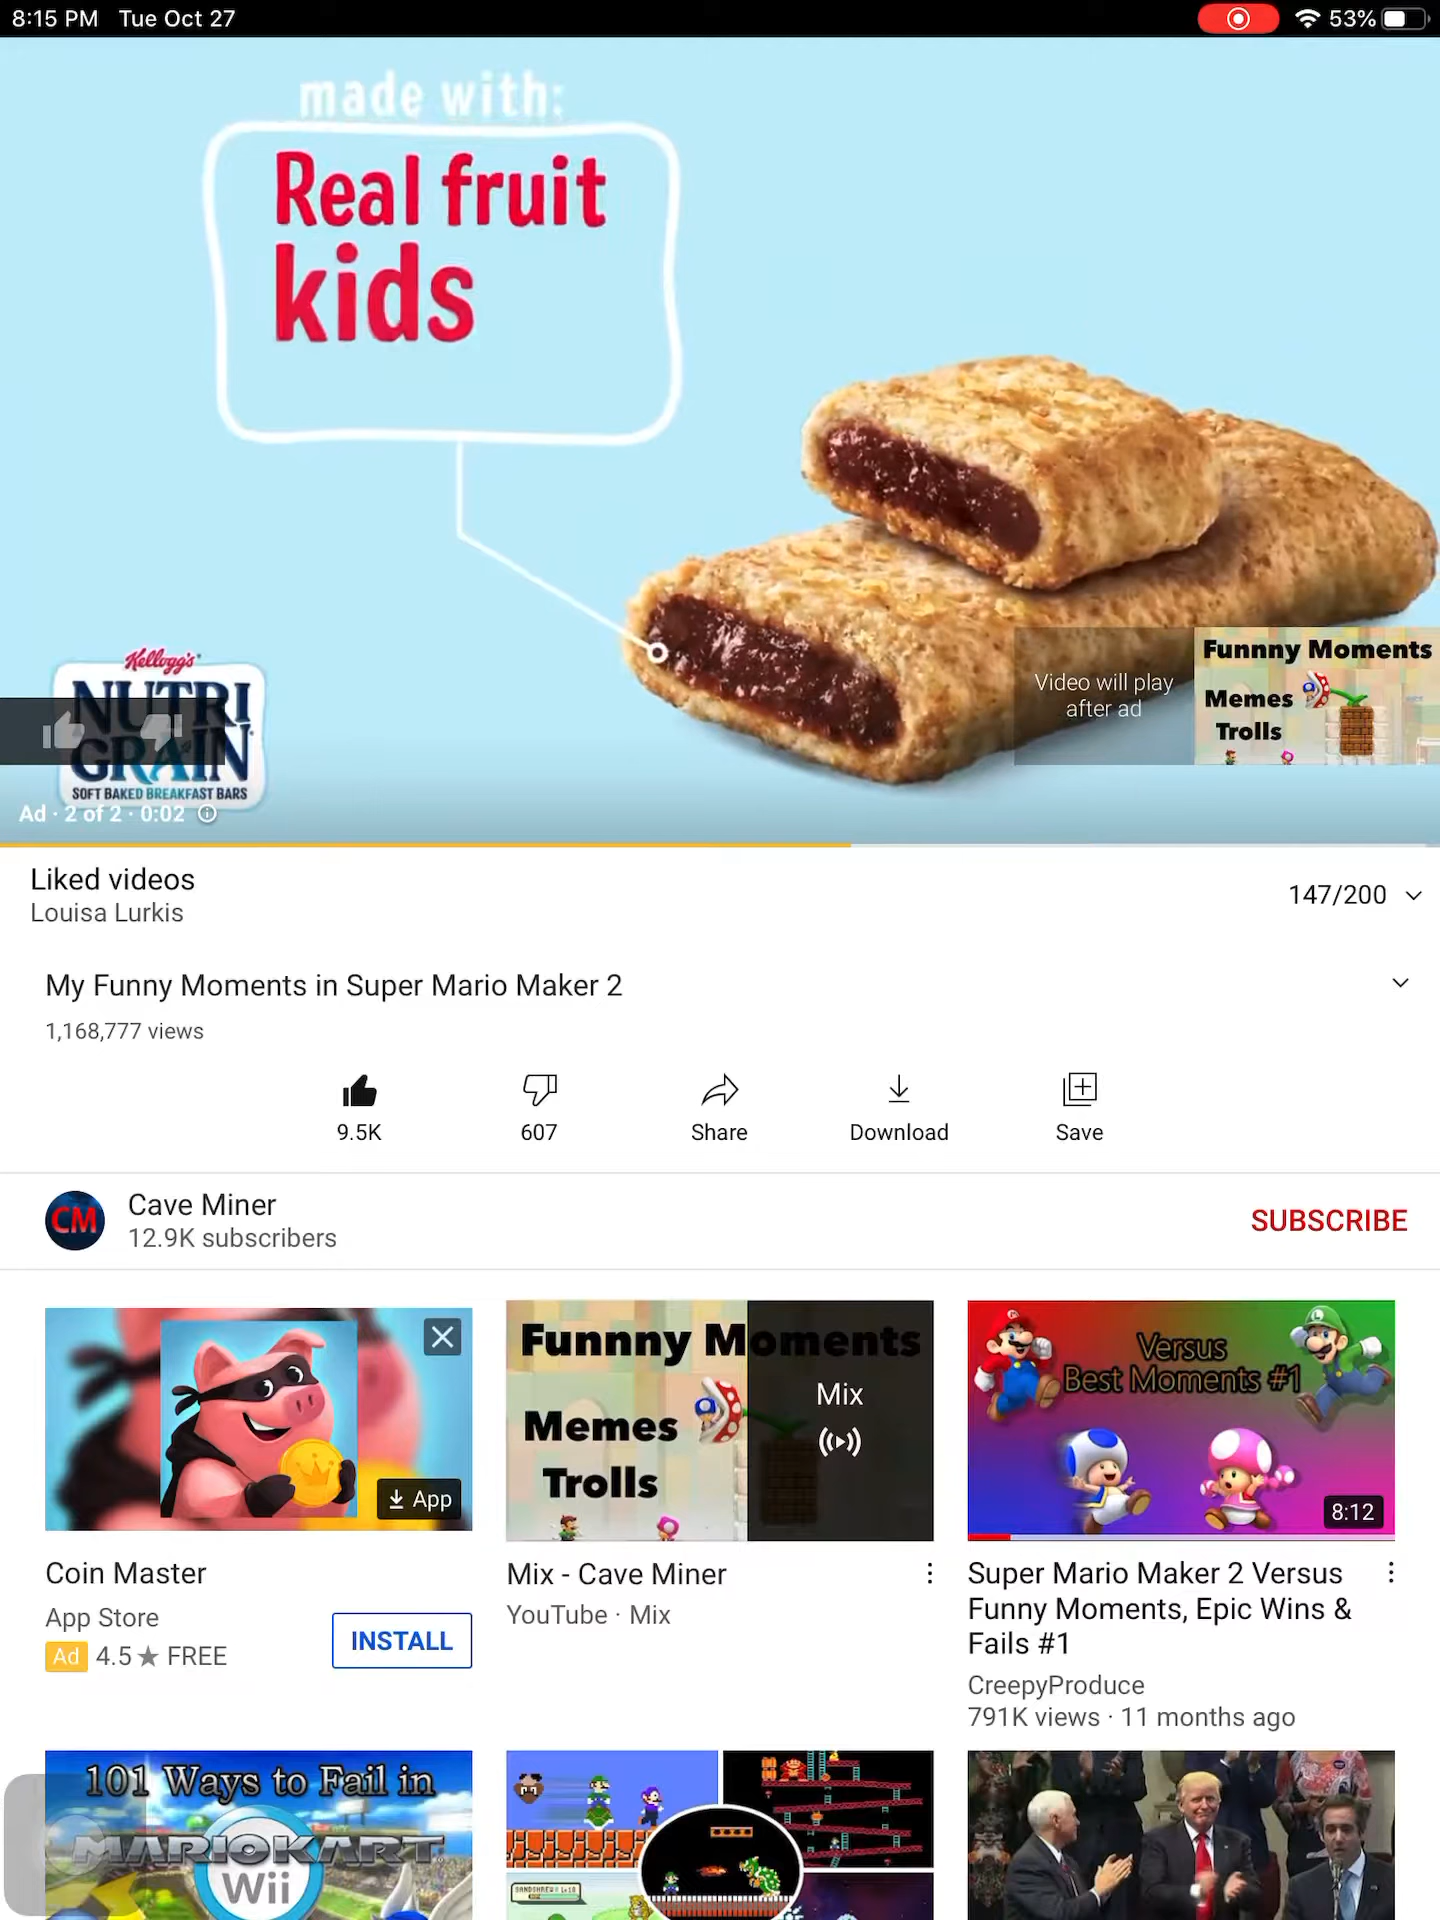 8:15 PM Tue Oct 27
53%
made with:
Real fruit
kids
Kellogg's
NUTRI
GRAIN
SOFT BAKED BREAKFAST BARS
Ad · 2 of 2 · 0:02
Video will play
after ad
Funnny Moments
Memes
Trolls
Liked videos
Louisa Lurkis
147/200
My Funny Moments in Super Mario Maker 2
1,168,777 views
9.5K
607
Share
Download
Save
CM
Cave Miner
12.9K subscribers
SUBSCRIBE
App
Coin Master
App Store
Ad 4.5 ★ FREE
INSTALL
Funnny Moments
Memes
Trolls
Mix
Mix - Cave Miner
YouTube · Mix
Versus
Best Moments #1
8:12
Super Mario Maker 2 Versus
Funny Moments, Epic Wins &
Fails #1
CreepyProduce
791K views · 11 months ago
101 Ways to Fail in
MARIOKART
Wii